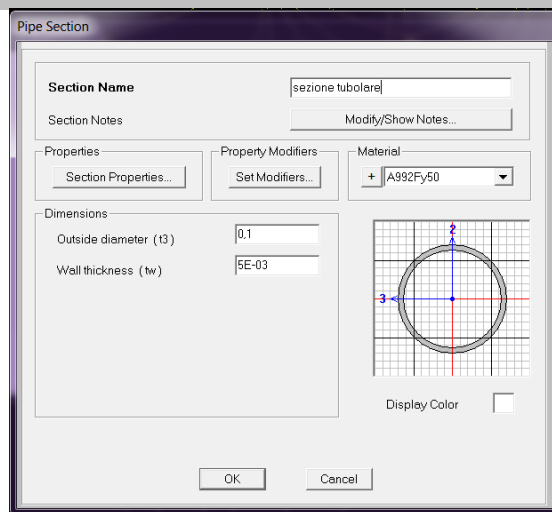 Pipe Section
Section Name
sezione tubolare
Section Notes
Modify/Show Notes...
Properties
Section Properties...
Property Modifiers
Set Modifiers...
Material
+
A992Fy50
Dimensions
Outside diameter ( t3 )
0,1
Wall thickness ( tw )
5E-03
2
3
Display Color
OK
Cancel